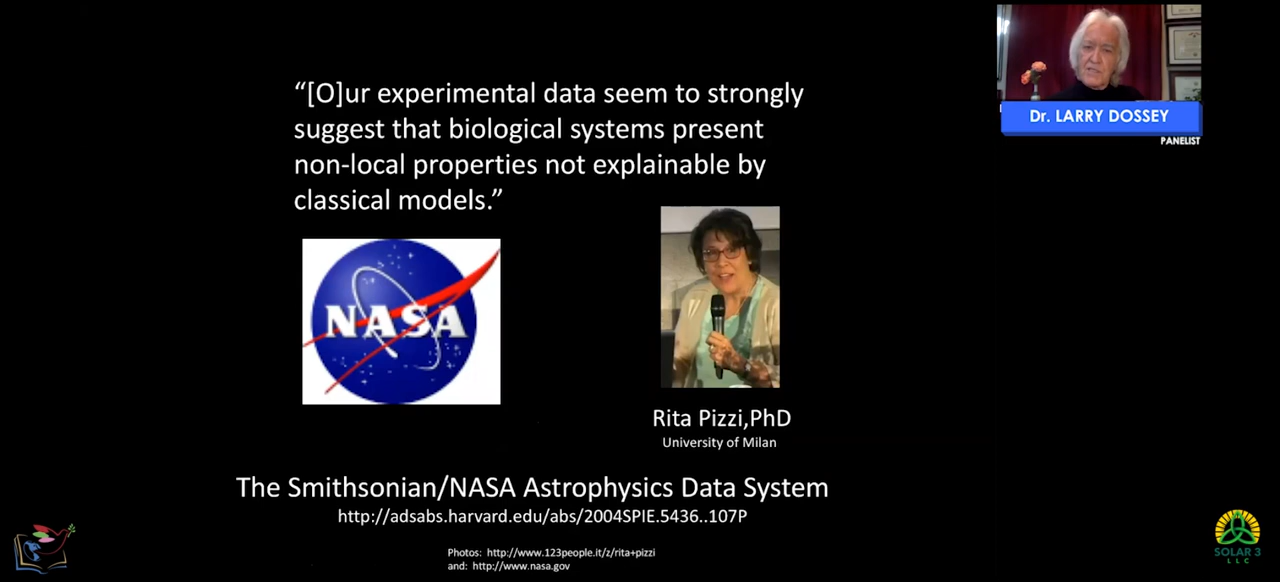 “[O]ur experimental data seem to strongly
suggest that biological systems present
non-local properties not explainable by
classical models.”
Dr. LARRY DOSSEY
PANELIST
NASA
Rita Pizzi,PhD
University of Milan
The Smithsonian/NASA Astrophysics Data System
http://adsabs.harvard.edu/abs/2004SPIE.5436..107P
Photos: http://www.123people.it/z/rita+pizzi
and: http://www.nasa.gov
SOLAR 3
LLC